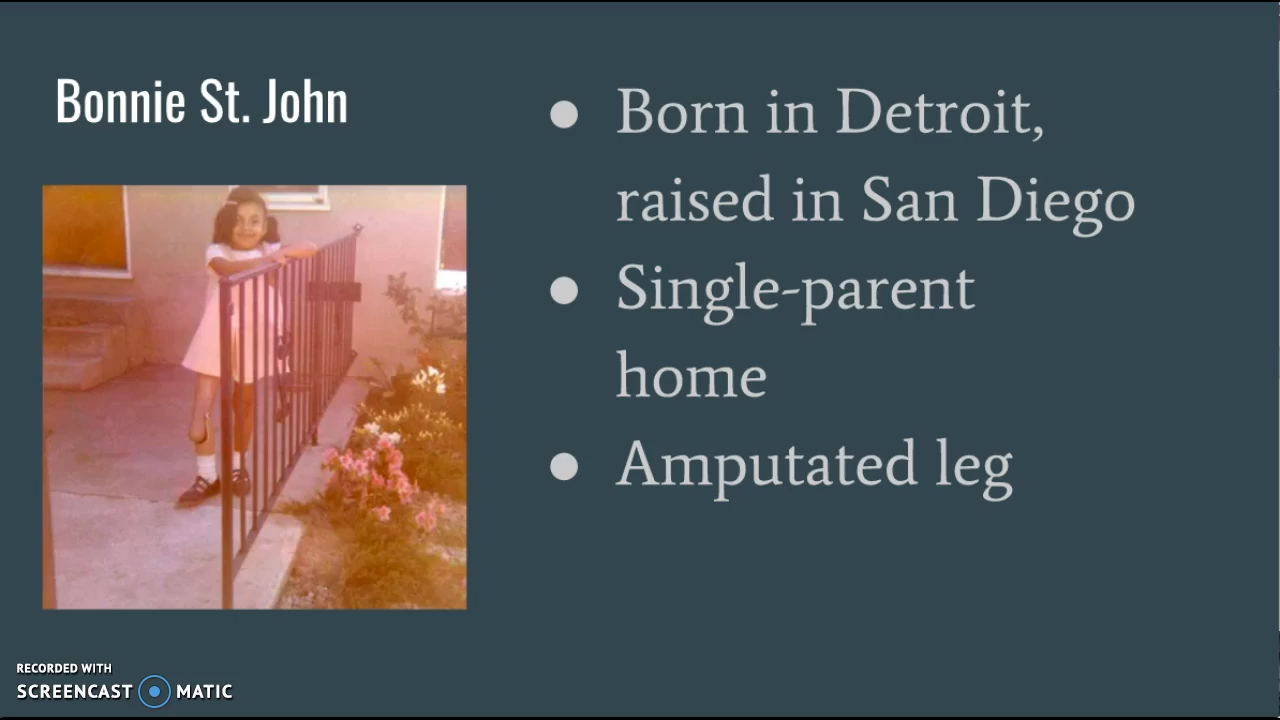 Bonnie St. John
● Born in Detroit,
raised in San Diego
● Single-parent
home
● Amputated leg
RECORDED WITH
SCREENCAST MATIC